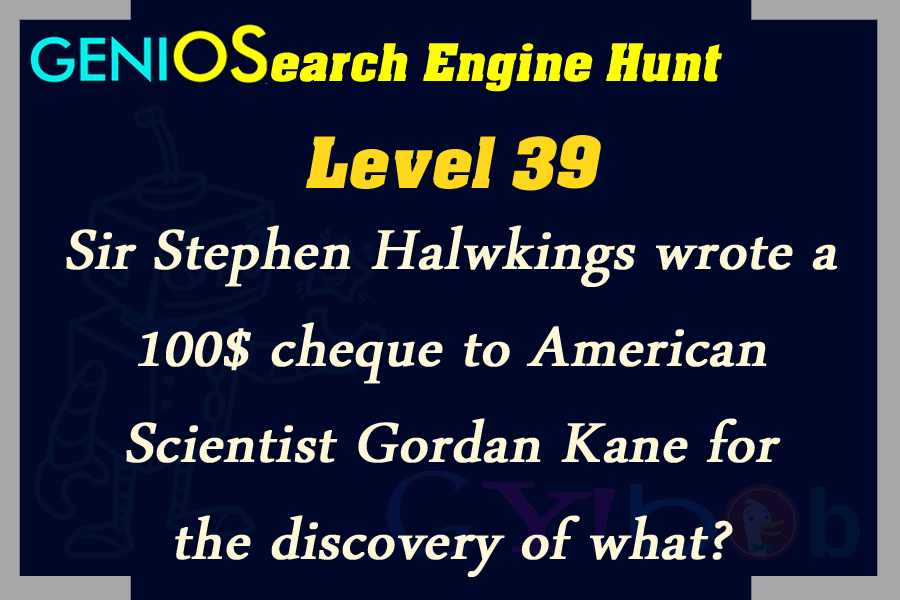 GENIOSearch Engine Hunt
Level 39
Sir Stephen Halwkings wrote a
100$ cheque to American
Scientist Gordan Kane for
the discovery of what?
G Y! b b